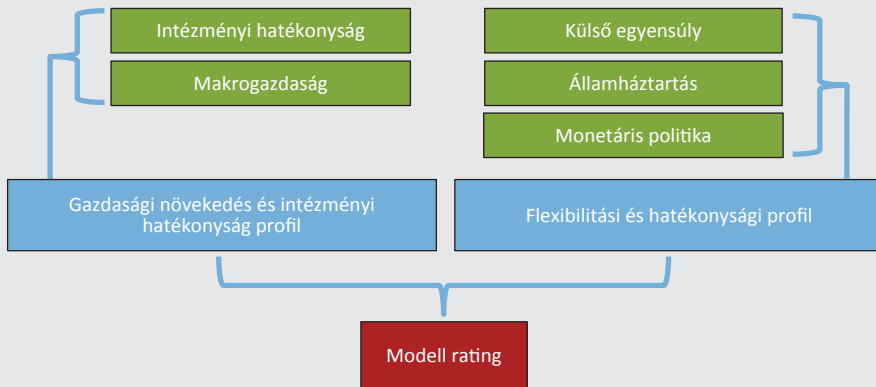 Intézményi hatékonyság
Makrogazdaság
Külső egyensúly
Államháztartás
Monetáris politika
Gazdasági növekedés és intézményi
hatékonyság profil
Flexibilitási és hatékonysági profil
Modell rating